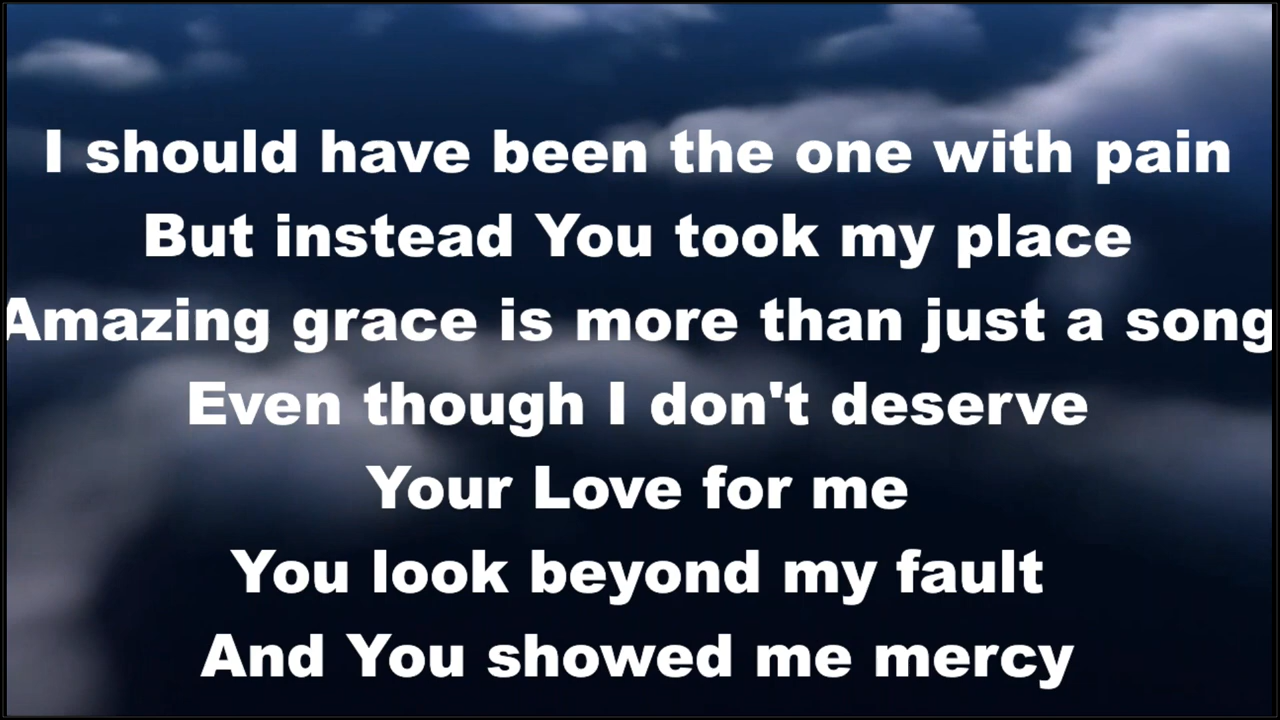 I should have been the one with pain
But instead You took my place
Amazing grace is more than just a song
Even though I don't deserve
Your Love for me
You look beyond my fault
And You showed me mercy